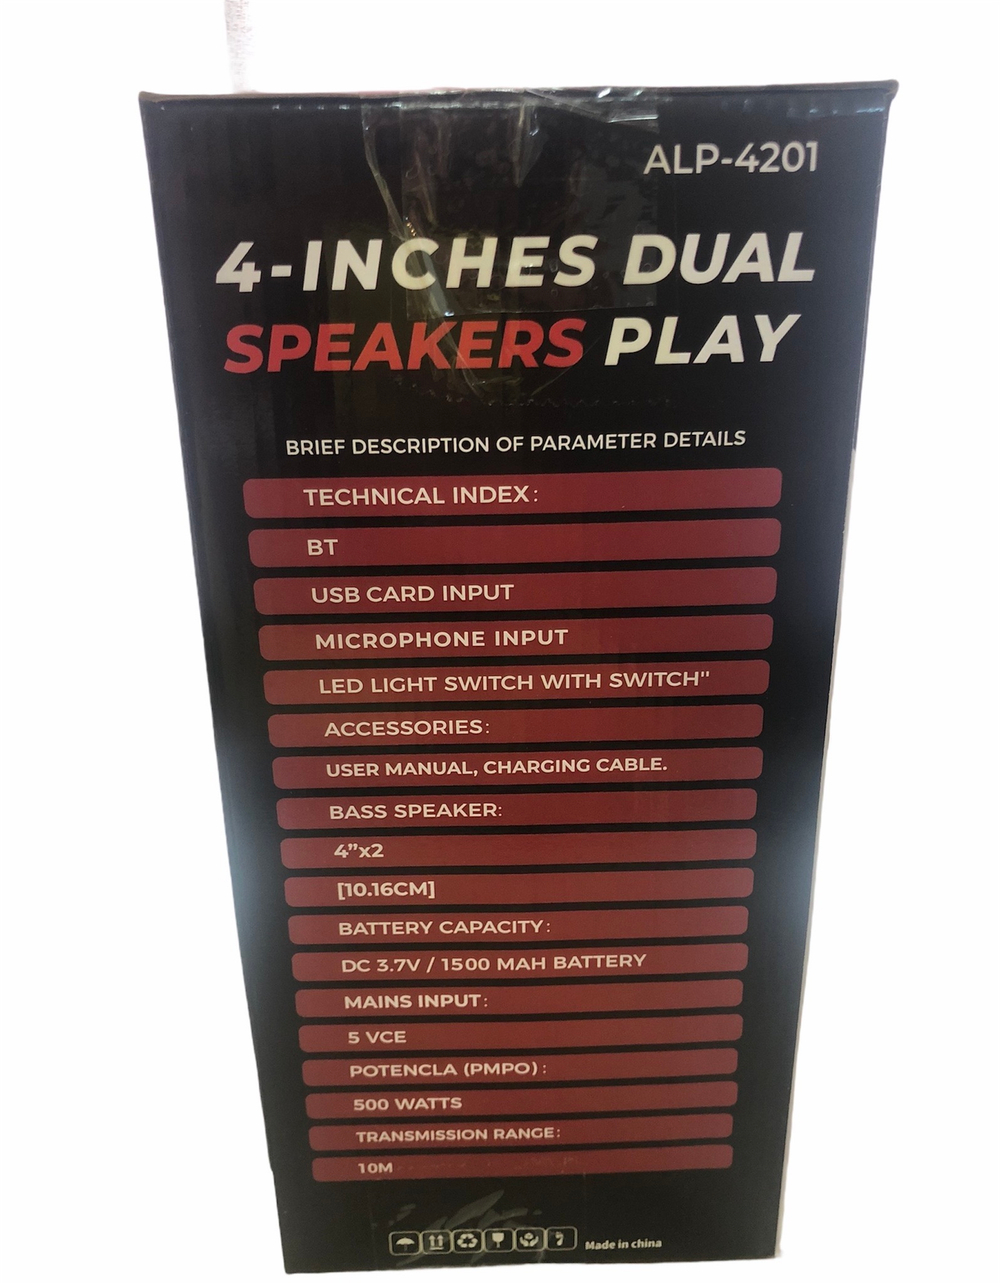 ALP-4201
4-INCHES DUAL
SPEAKERS PLAY
BRIEF DESCRIPTION OF PARAMETER DETAILS
TECHNICAL INDEX:
BT
USB CARD INPUT
MICROPHONE INPUT
LED LIGHT SWITCH WITH SWITCH"
ACCESSORIES:
USER MANUAL, CHARGING CABLE.
BASS SPEAKER:
4”x2
[10.16CM]
BATTERY CAPACITY:
DC 3.7V / 1500 MAH BATTERY
MAINS INPUT:
5 VCE
POTENCLA (PMPO):
500 WATTS
TRANSMISSION RANGE:
10M
Made in china